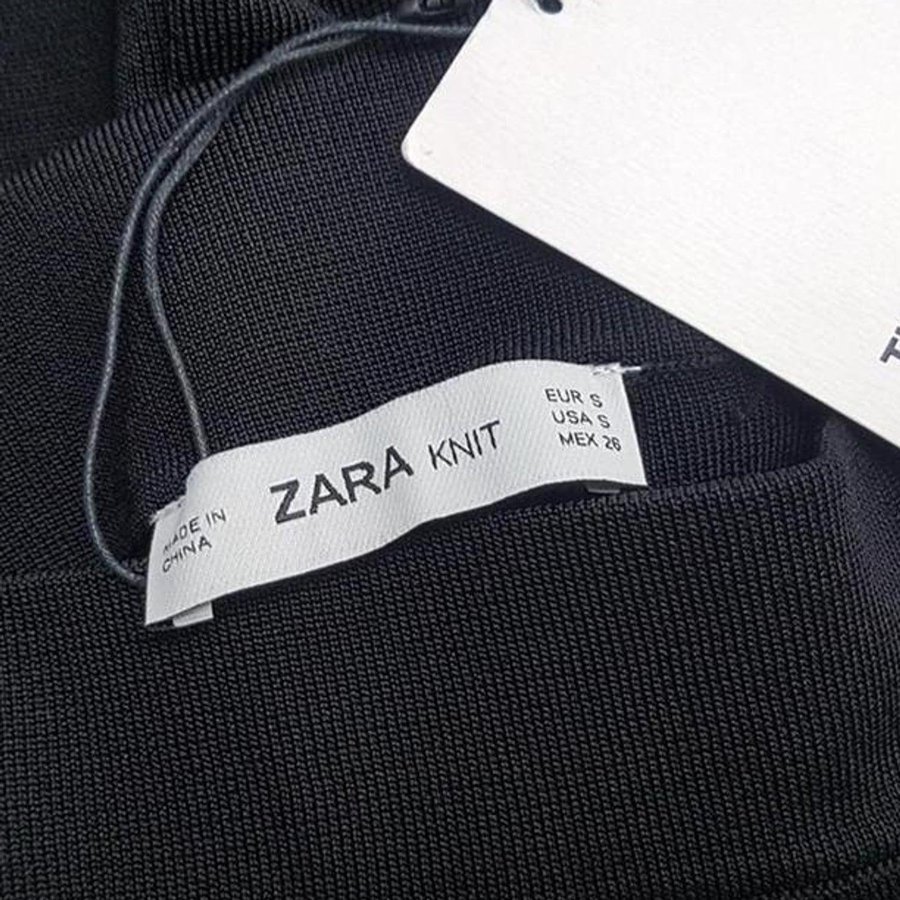 MADE IN
CHINA
ZARA KNIT
EUR S
USA S
MEX 26